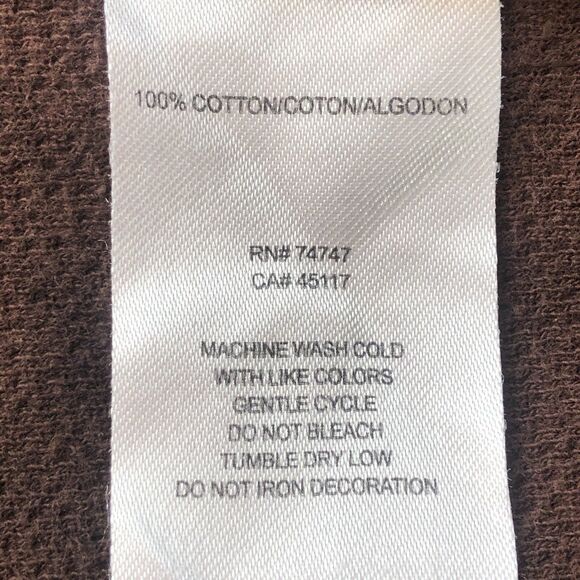 100% COTTON/COTON/ALGODON
RN# 74747
CA# 45117
MACHINE WASH COLD
WITH LIKE COLORS
GENTLE CYCLE
DO NOT BLEACH
TUMBLE DRY LOW
DO NOT IRON DECORATION